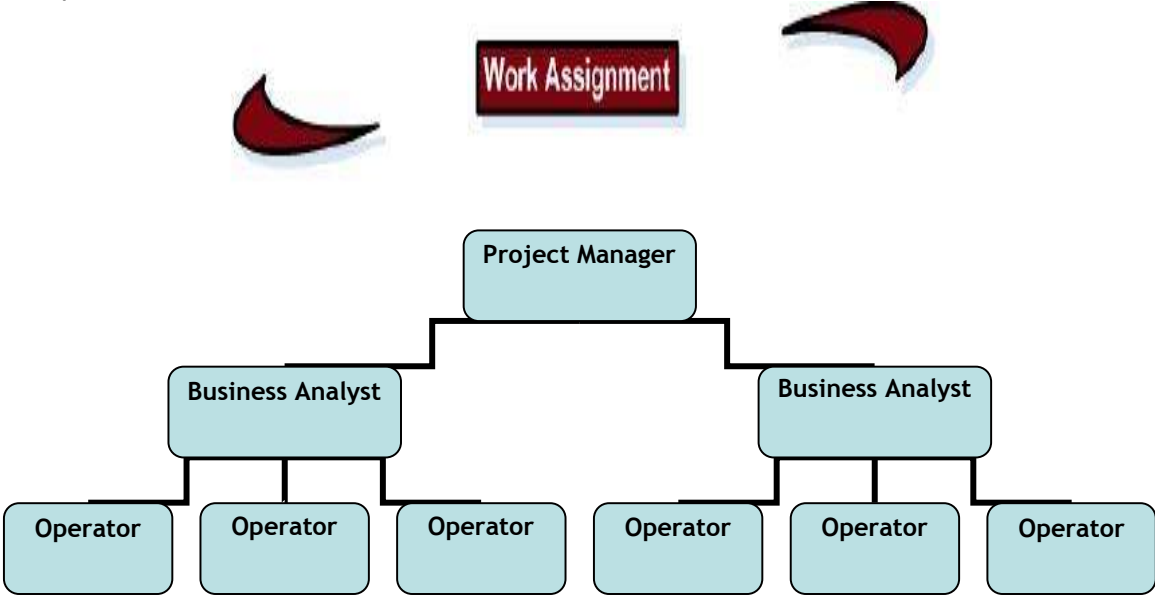 Work Assignment
Project Manager
Business Analyst
Business Analyst
Operator
Operator
Operator
Operator
Operator
Operator